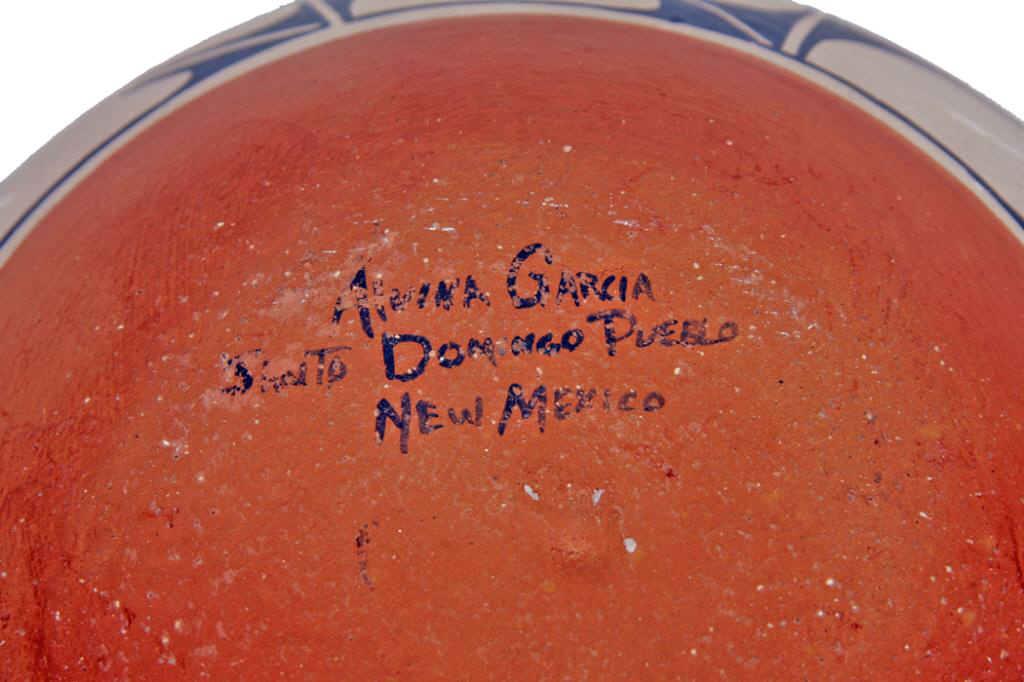 ALVINA GARCIA
SANTO DOMINGO PUEBLO
NEW MEXICO